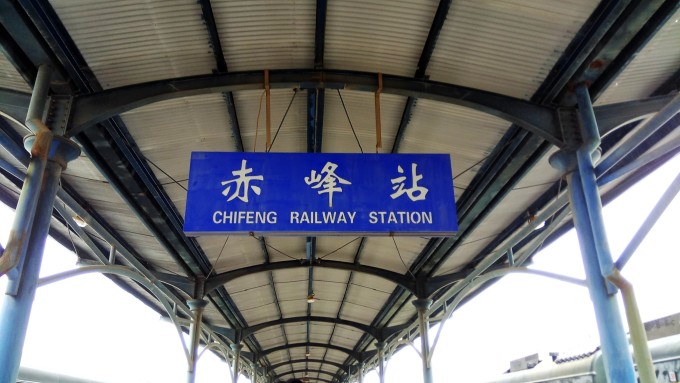 赤峰站
CHIFENG RAILWAY STATION